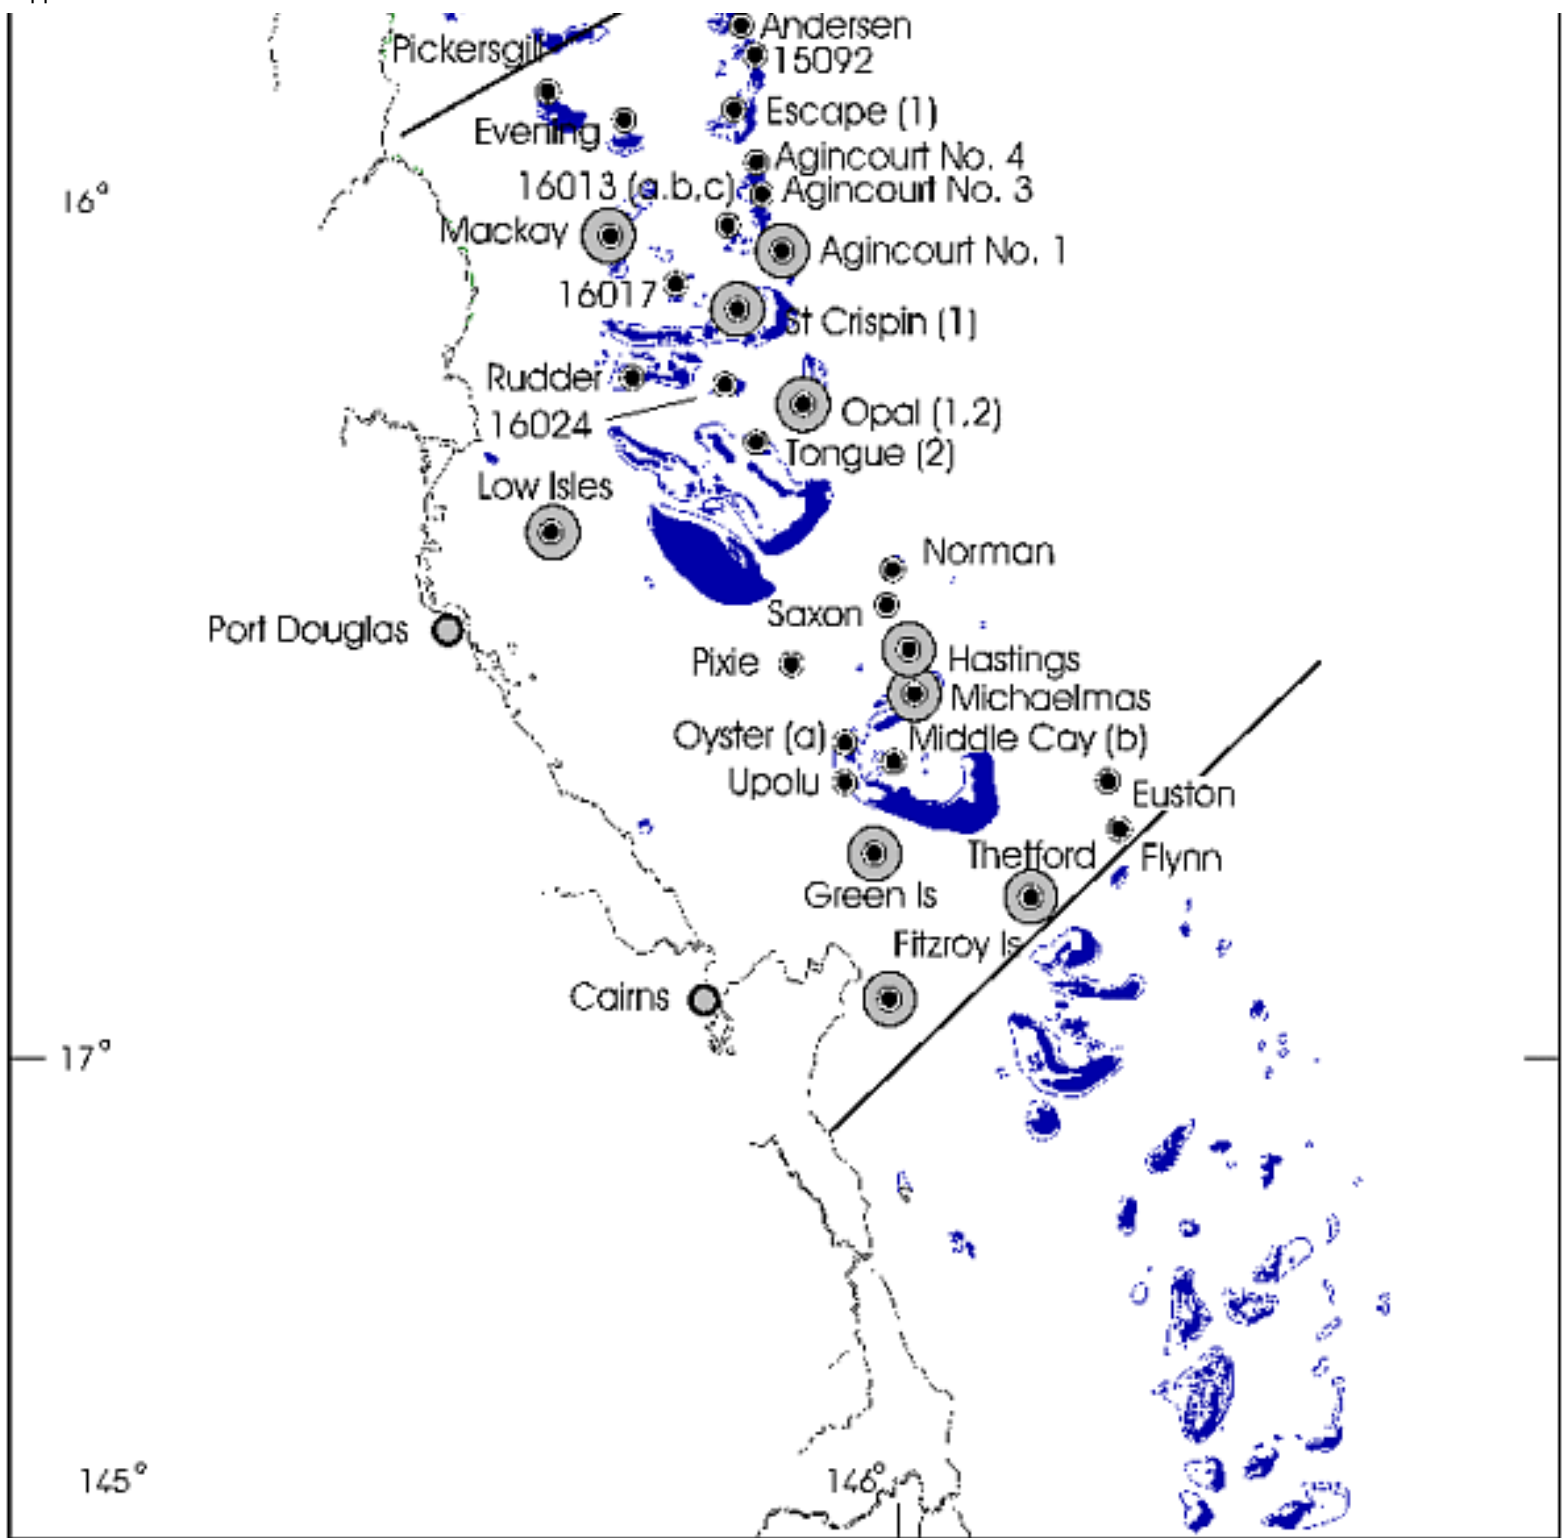 Andersen
Pickersgill
15092
Escape (1)
Evening
Agincourt No. 4
16013 (a.b,c)
Agincourt No. 3
16°
Mackay
Agincourt No. 1
16017
St Crispin (1)
Rudder
Opal (1,2)
16024
Tongue (2)
Low Isles
Norman
Saxon
Port Douglas
Pixie
Hastings
Michaelmas
Oyster (a)
Middle Cay (b)
Upolu
Euston
Thetford
Flynn
Green Is
Fitzroy Is
Cairns
17°
145°
146°